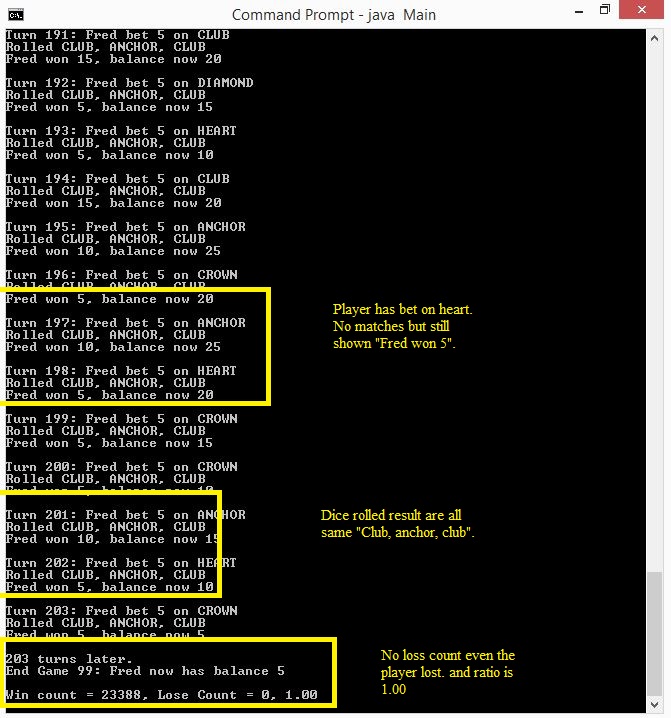 Command Prompt - java Main
Turn 191: Fred bet 5 on CLUB
Rolled CLUB, ANCHOR, CLUB
Fred won 15, balance now 20
Turn 192: Fred bet 5 on DIAMOND
Rolled CLUB, ANCHOR, CLUB
Fred won 5, balance now 15
Turn 193: Fred bet 5 on HEART
Rolled CLUB, ANCHOR, CLUB
Fred won 5, balance now 10
Turn 194: Fred bet 5 on CLUB
Rolled CLUB, ANCHOR, CLUB
Fred won 15, balance now 20
Turn 195: Fred bet 5 on ANCHOR
Rolled CLUB, ANCHOR, CLUB
Fred won 10, balance now 25
Turn 196: Fred bet 5 on CROWN
Rolled CLUB, ANCHOR, CLUB
Fred won 5, balance now 20
Turn 197: Fred bet 5 on ANCHOR
Rolled CLUB, ANCHOR, CLUB
Fred won 10, balance now 25
Turn 198: Fred bet 5 on HEART
Rolled CLUB, ANCHOR, CLUB
Fred won 5, balance now 20
Player has bet on heart.
No matches but still
shown "Fred won 5".
Turn 199: Fred bet 5 on CROWN
Rolled CLUB, ANCHOR, CLUB
Fred won 5, balance now 15
Turn 200: Fred bet 5 on CROWN
Rolled CLUB, ANCHOR, CLUB
Fred won 5, balance now 10
Turn 201: Fred bet 5 on ANCHOR
Rolled CLUB, ANCHOR, CLUB
Fred won 10, balance now 15
Turn 202: Fred bet 5 on HEART
Rolled CLUB, ANCHOR, CLUB
Fred won 5, balance now 10
Dice rolled result are all
same "Club, anchor, club".
Turn 203: Fred bet 5 on CROWN
Rolled CLUB, ANCHOR, CLUB
Fred won 5, balance now 5
203 turns later.
End Game 99: Fred now has balance 5
Win count = 23388, Lose Count = 0, 1.00
No loss count even the
player lost. and ratio is
1.00